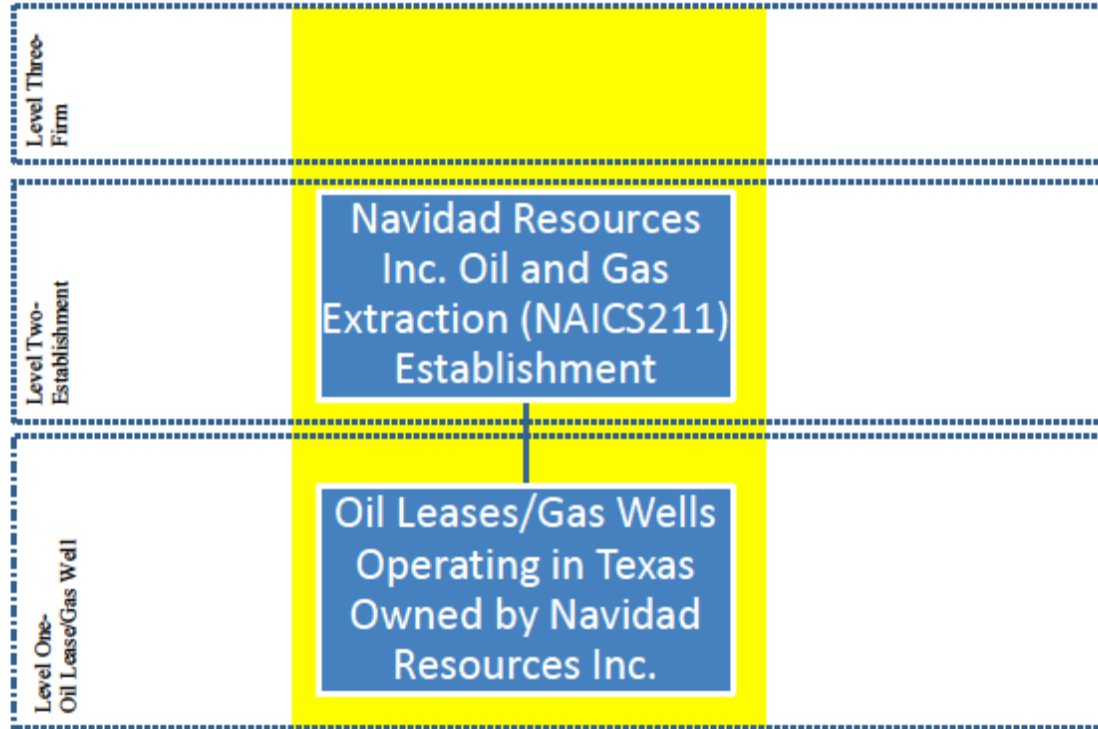 Level Three-
Firm
Level Two-
Establishment
Navidad Resources
Inc. Oil and Gas
Extraction (NAICS211)
Establishment
Level One-
Oil Lease/Gas Well
Oil Leases/Gas Wells
Operating in Texas
Owned by Navidad
Resources Inc.